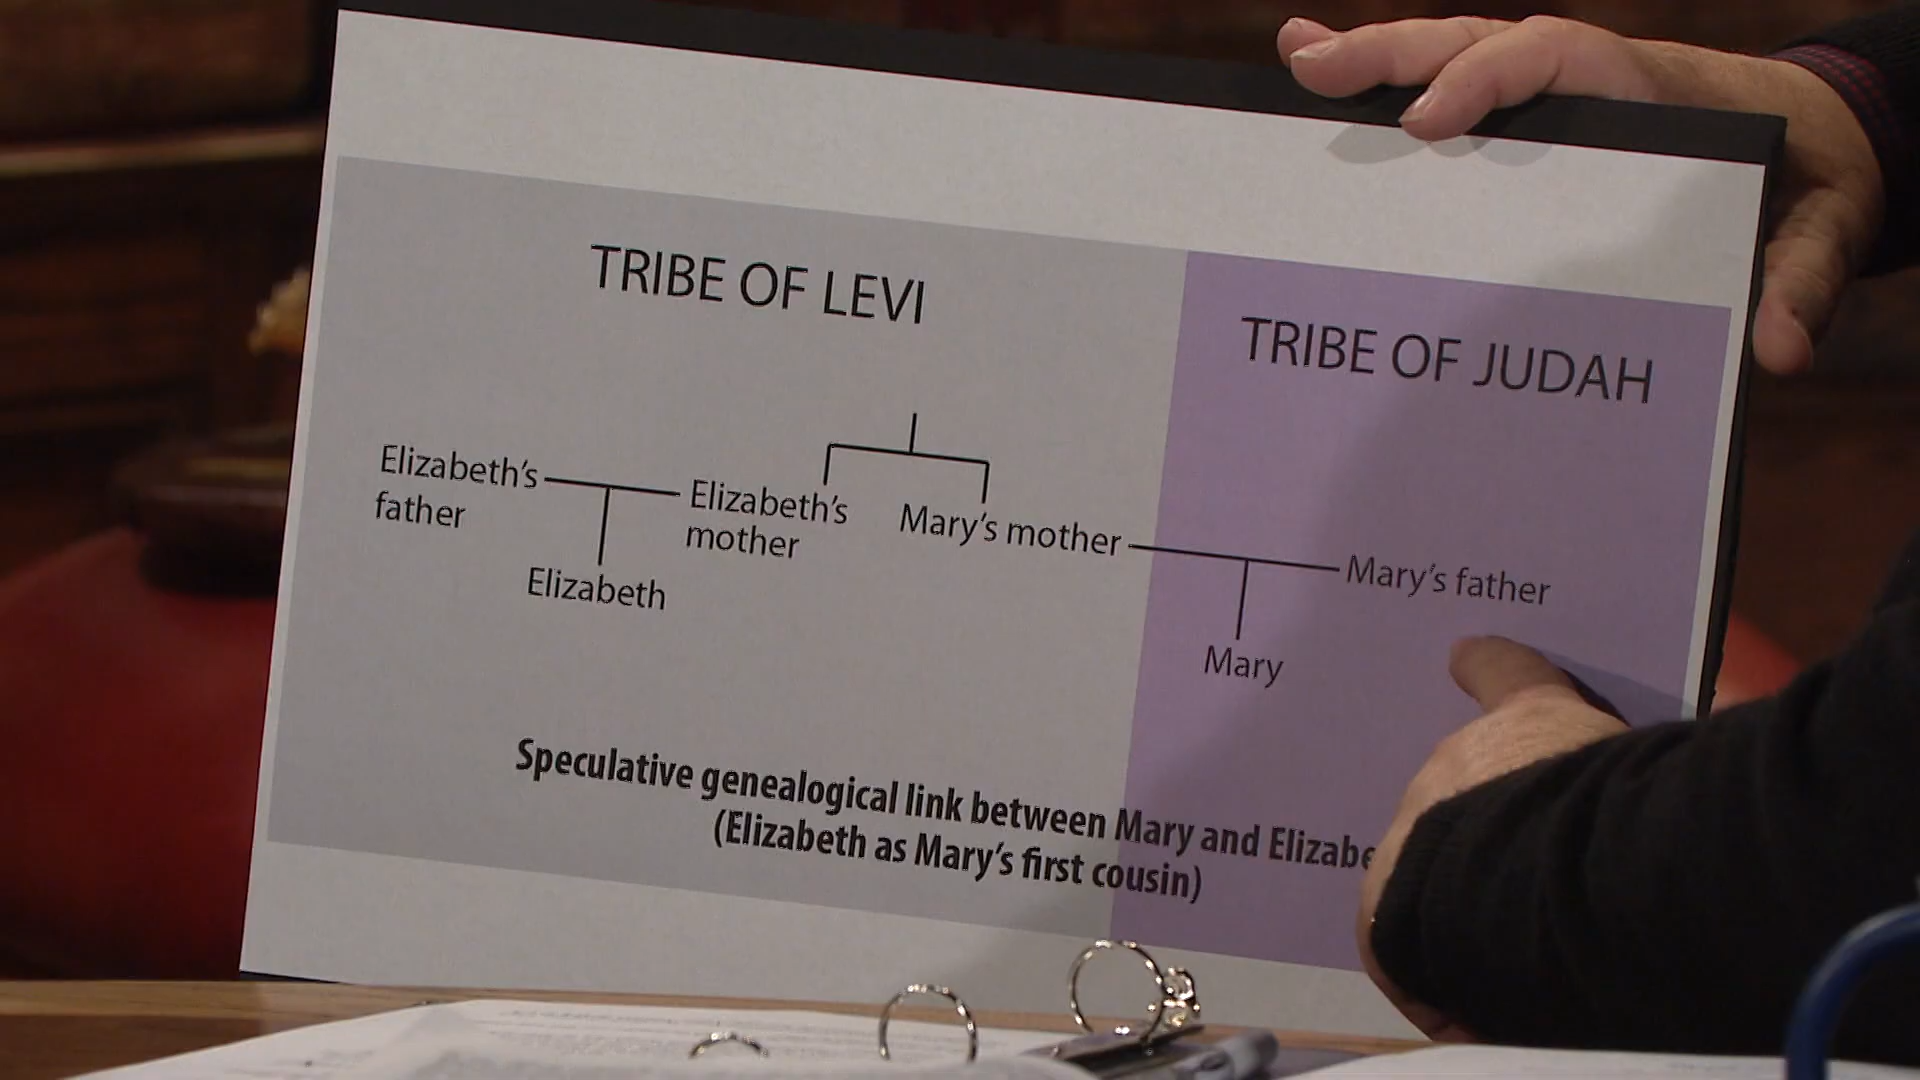 TRIBE OF LEVI
TRIBE OF JUDAH
Elizabeth's
father
Elizabeth's
mother
Mary's mother
Mary's father
Elizabeth
Mary
Speculative genealogical link between Mary and Elizabe
(Elizabeth as Mary's first cousin)